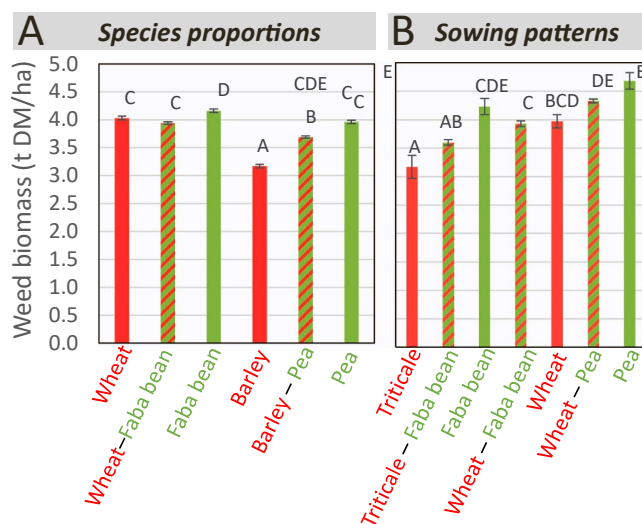 A Species proportions
B Sowing patterns
Weed biomass (t DM/ha)
5.0
4.5
4.0
3.5
3.0
2.5
2.0
1.5
1.0
0.5
0.0
C
C
D
A
CDE
B
C
C
E
A
AB
CDE
C
BCD
DE
E
Wheat
Wheat–Faba bean
Faba bean
Barley
Barley – Pea
Pea
Triticale
Triticale – Faba bean
Faba bean
Wheat – Faba bean
Wheat
Wheat – Pea
Pea